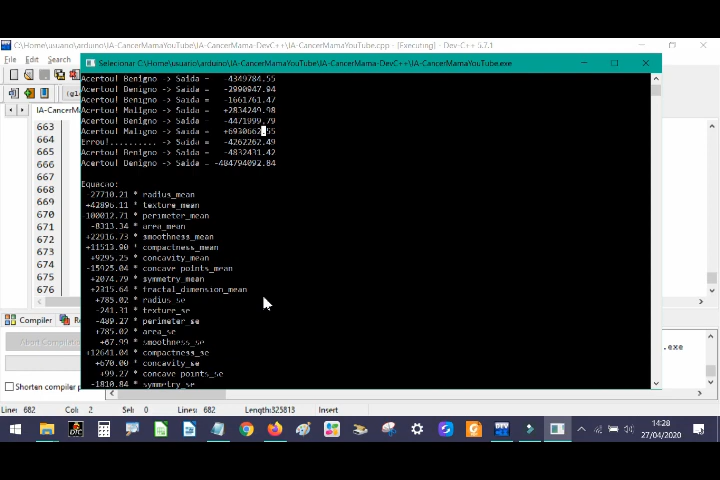 C:\Home\usuario\arduino\IA-CancerMamaYouTube\IA-CancerMama-DevC++\IA-CancerMamaYouTube.cpp - [Executing] - Dev-C++ 5.7.1
File Edit Search
Selecionar C:\Home\usuario\arduino\IA-CancerMamaYouTube\IA-CancerMama-DevC++\IA-CancerMamaYouTube.exe
Acertou! Benigno -> Saida = -4349784.55
Acertou! Benigno -> Saida = -2990947.94
Acertou! Benigno -> Saida = -1661761.47
Acertou! Maligno -> Saida = +2834249.98
Acertou! Benigno -> Saida = -4471999.79
Acertou! Maligno -> Saida = +6930662.55
Errou!.......... -> Saida = -4262262.49
Acertou! Benigno -> Saida = -4832431.42
Acertou! Benigno -> Saida = -484794092.84
Equacao:
-27710.21 * radius_mean
+42896.11 * texture_mean
100012.71 * perimeter_mean
-8313.34 * area_mean
+22916.73 * smoothness_mean
+11513.90 * compactness_mean
+9295.25 * concavity_mean
-15925.04 * concave points_mean
+2074.79 * symmetry_mean
+2315.64 * fractal_dimension_mean
+785.02 * radius_se
-241.31 * texture_se
-489.27 * perimeter_se
+785.02 * area_se
+67.99 * smoothness_se
+12641.04 * compactness_se
+670.00 * concavity_se
+99.27 * concave points_se
-1810.84 * symmetry_se
IA-CancerM
663
664
665
666
667
668
669
670
671
672
673
674
675
676
Compiler
Abort Compilation
Shorten compiler p
.exe
Line: 682 Col: 2 Sel: 0 Lines: 682 Length: 325813 Insert
14:28
27/04/2020